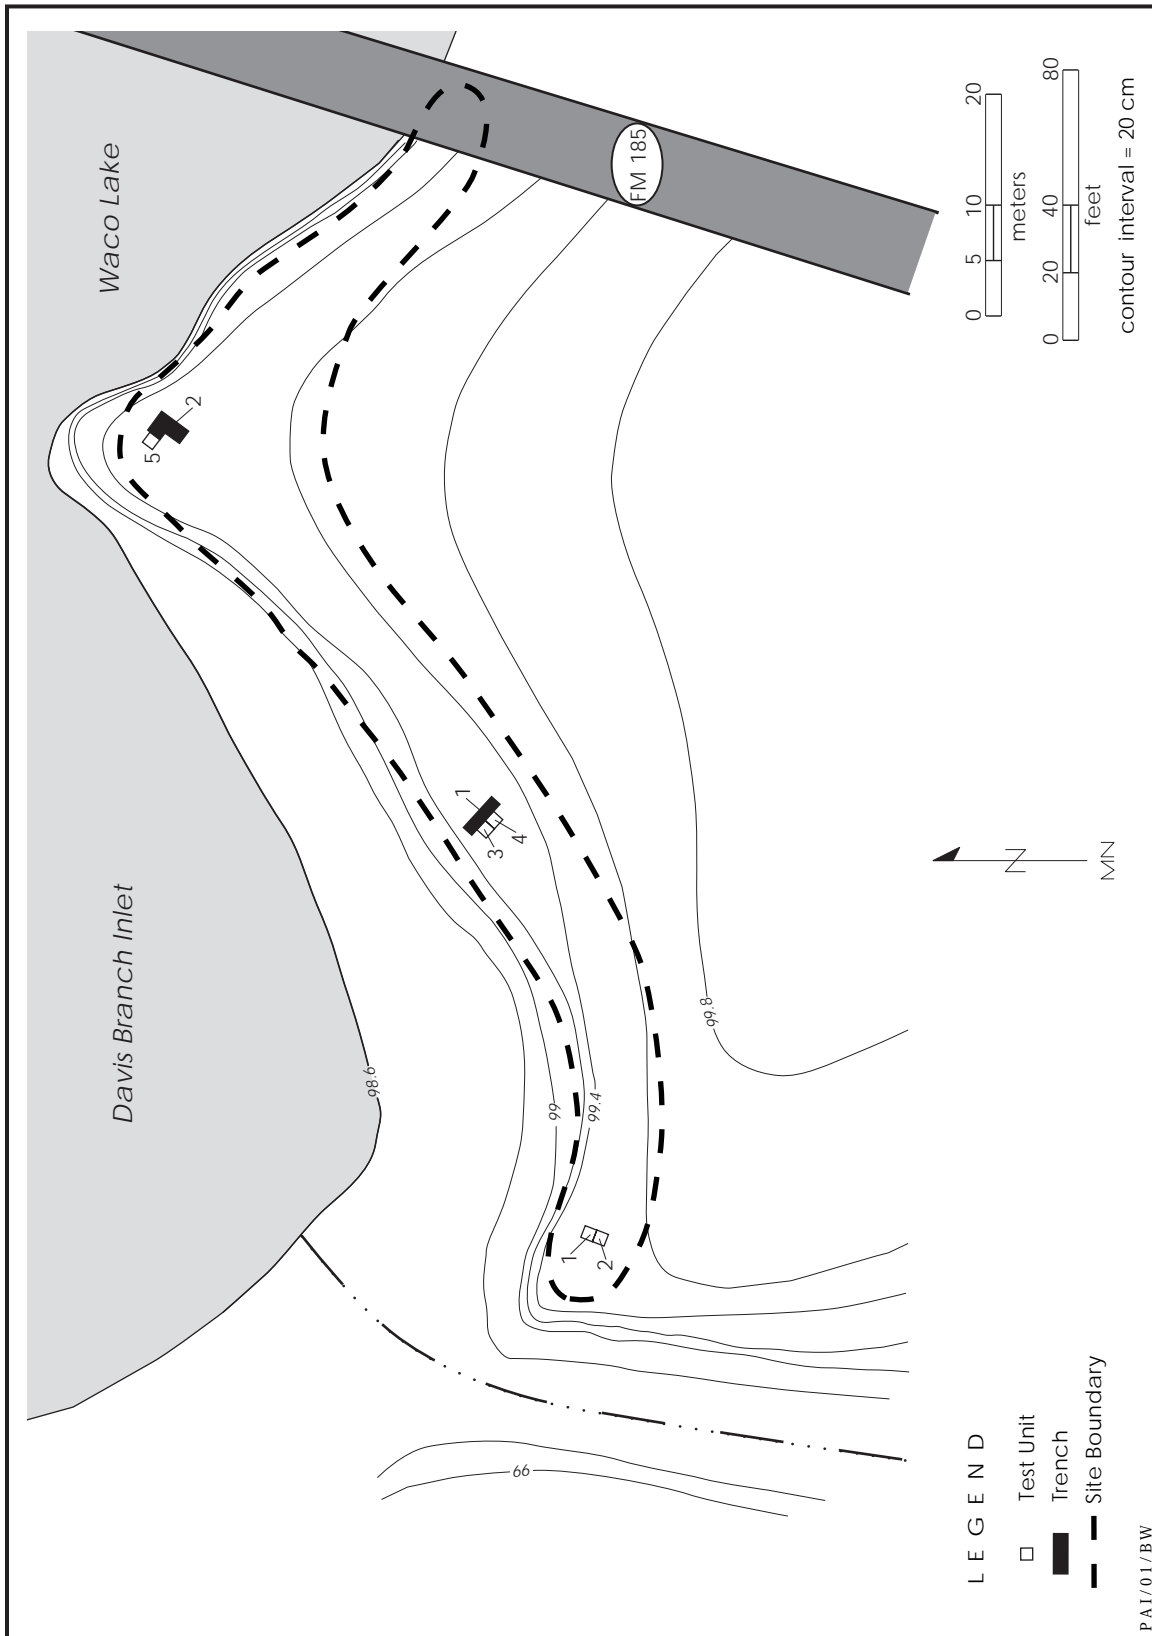 Waco Lake
Davis Branch Inlet
FM 185
5
2
1
3
4
1
2
98.6
99
99.4
99.8
99
0 5 10 20
meters
0 20 40 80
feet
contour interval = 20 cm
N
MN
LEGEND
Test Unit
Trench
Site Boundary
PAI/01/BW